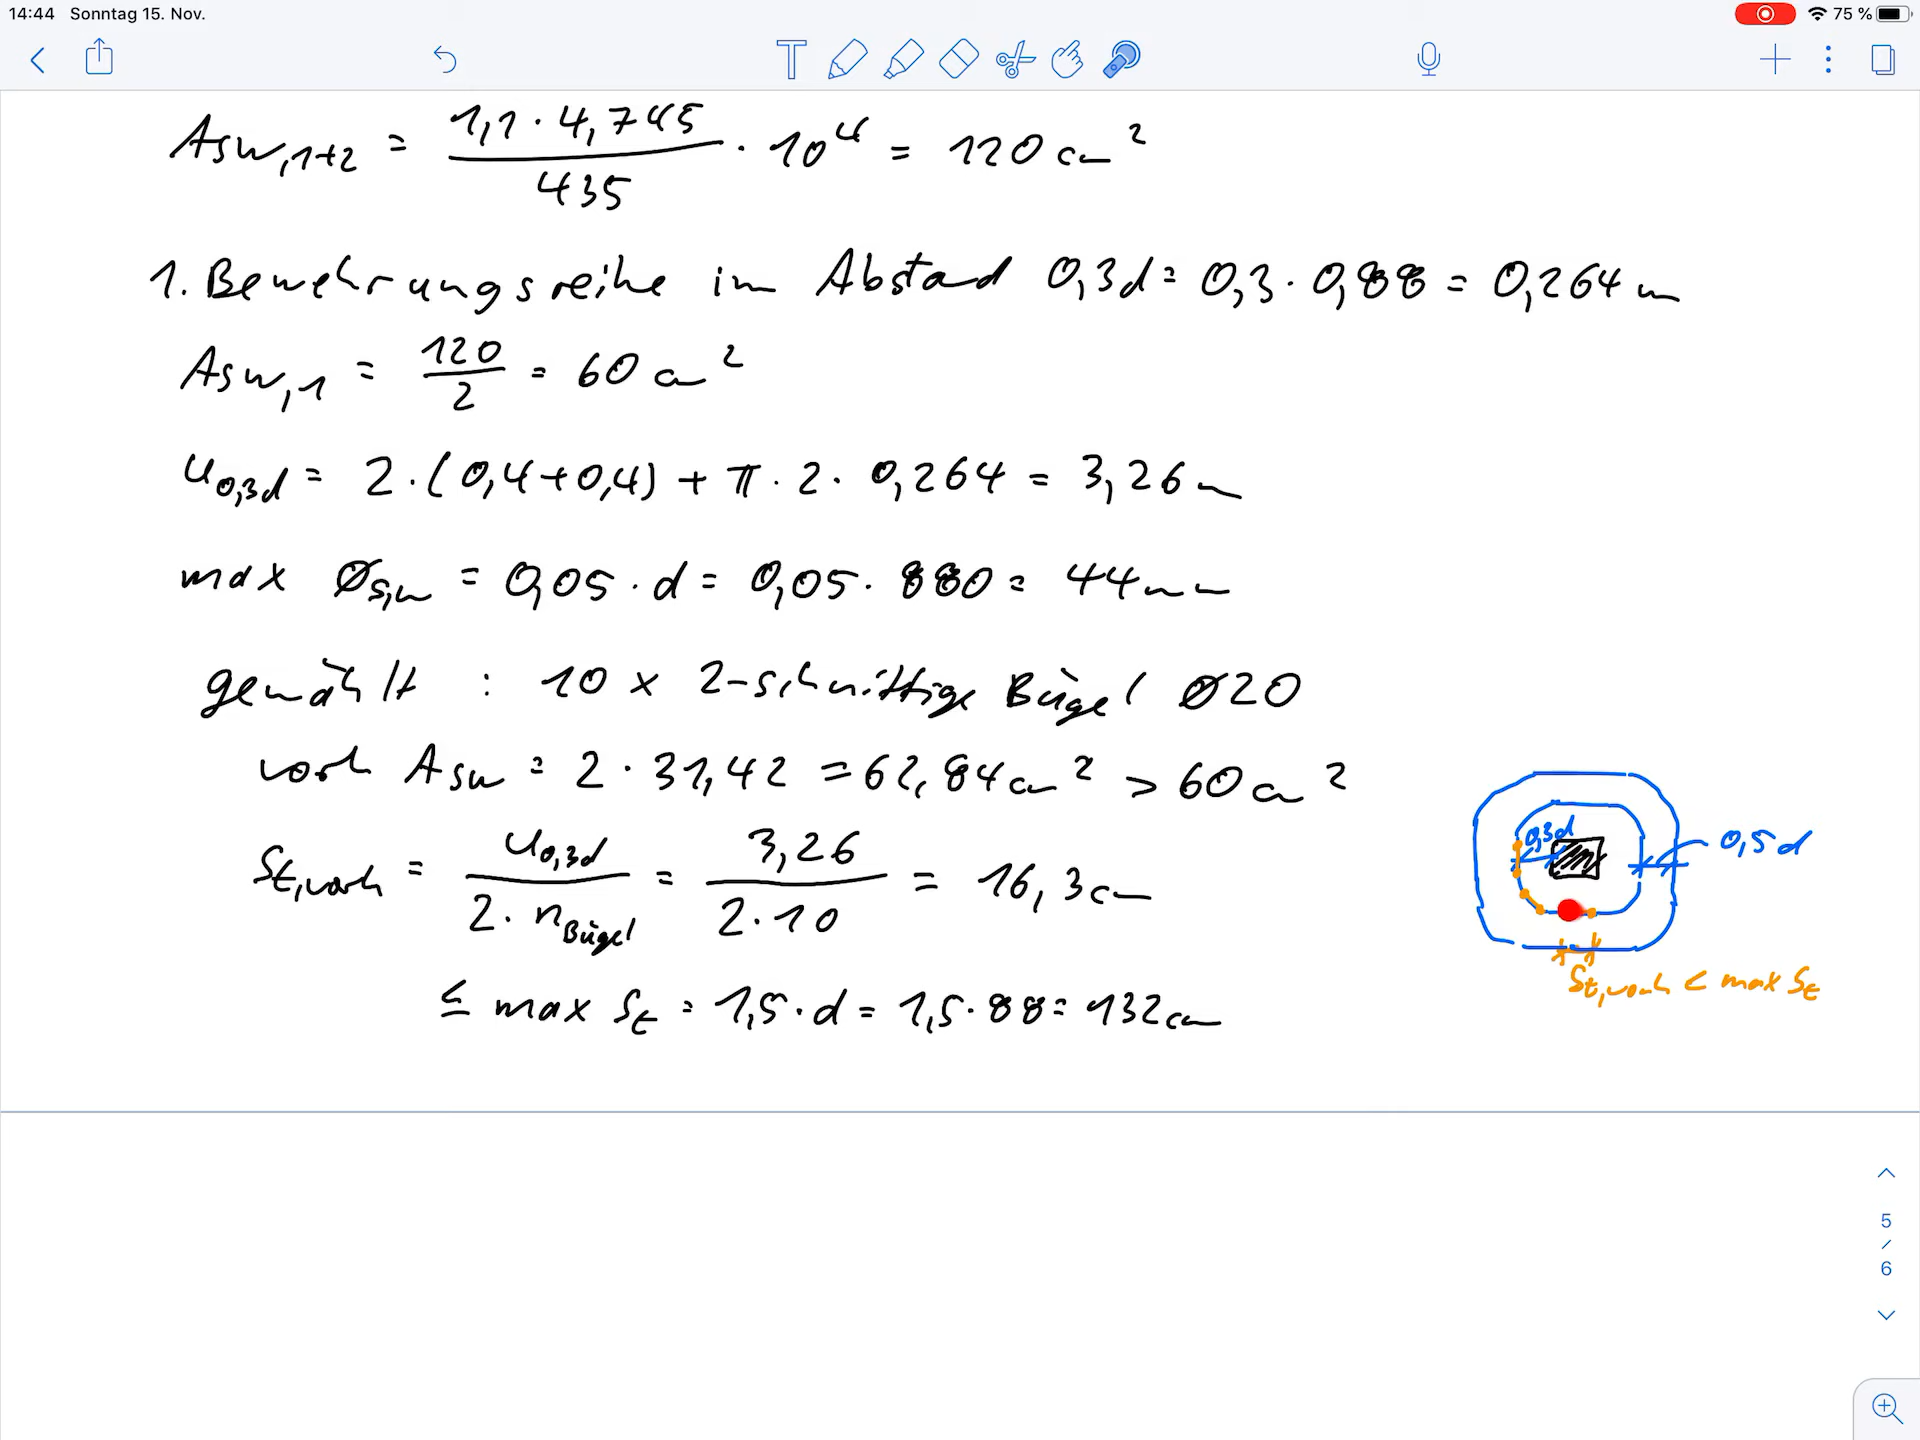 14:44 Sonntag 15. Nov. 75 %
T
Asw,1+2 = 1,1 · 4,745 / 435 · 10⁴ = 120 cm²
1. Bewehrungsreihe im Abstad 0,3d = 0,3 · 0,88 = 0,264 m
Asw,1 = 120 / 2 = 60 cm²
u0,3d = 2 · (0,4 + 0,4) + π · 2 · 0,264 = 3,26 m
max Øs,w = 0,05 · d = 0,05 · 880 = 44 mm
gewählt : 10 x 2-schnittige Bügel Ø20
vorh Asw = 2 · 31,42 = 62,84 cm² > 60 cm²
St,vorh = u0,3d / 2 · nBügel = 3,26 / 2 · 10 = 16,3 cm
≤ max St = 1,5 · d = 1,5 · 88 = 132 cm
0,3d
0,5d
St,vorh < max St
5
/
6